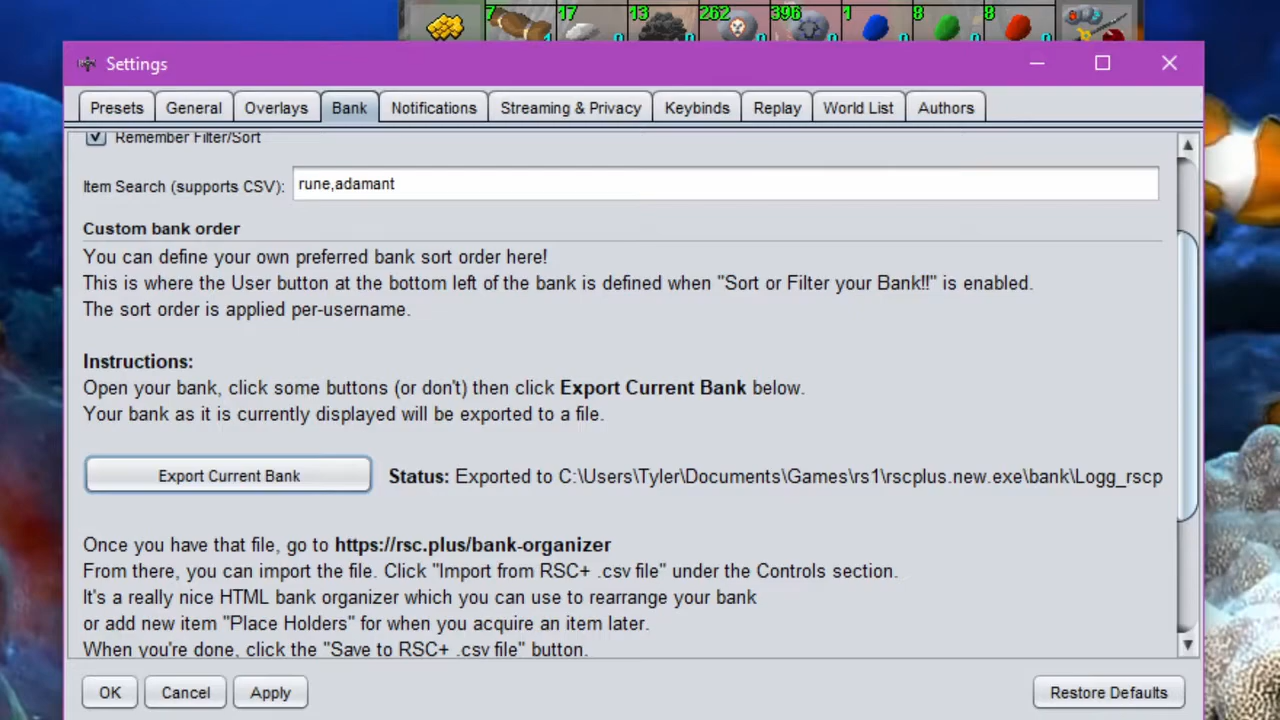 7 17 13 262 396 1 8 8
Settings
Presets General Overlays Bank Notifications Streaming & Privacy Keybinds Replay World List Authors
Remember Filter/Sort
Item Search (supports CSV): rune,adamant
Custom bank order
You can define your own preferred bank sort order here!
This is where the User button at the bottom left of the bank is defined when "Sort or Filter your Bank!!" is enabled.
The sort order is applied per-username.
Instructions:
Open your bank, click some buttons (or don't) then click Export Current Bank below.
Your bank as it is currently displayed will be exported to a file.
Export Current Bank Status: Exported to C:\Users\Tyler\Documents\Games\rs1\rscplus.new.exe\bank\Logg_rscp
Once you have that file, go to https://rsc.plus/bank-organizer
From there, you can import the file. Click "Import from RSC+ .csv file" under the Controls section.
It's a really nice HTML bank organizer which you can use to rearrange your bank
or add new item "Place Holders" for when you acquire an item later.
When you're done, click the "Save to RSC+ .csv file" button.
OK Cancel Apply Restore Defaults